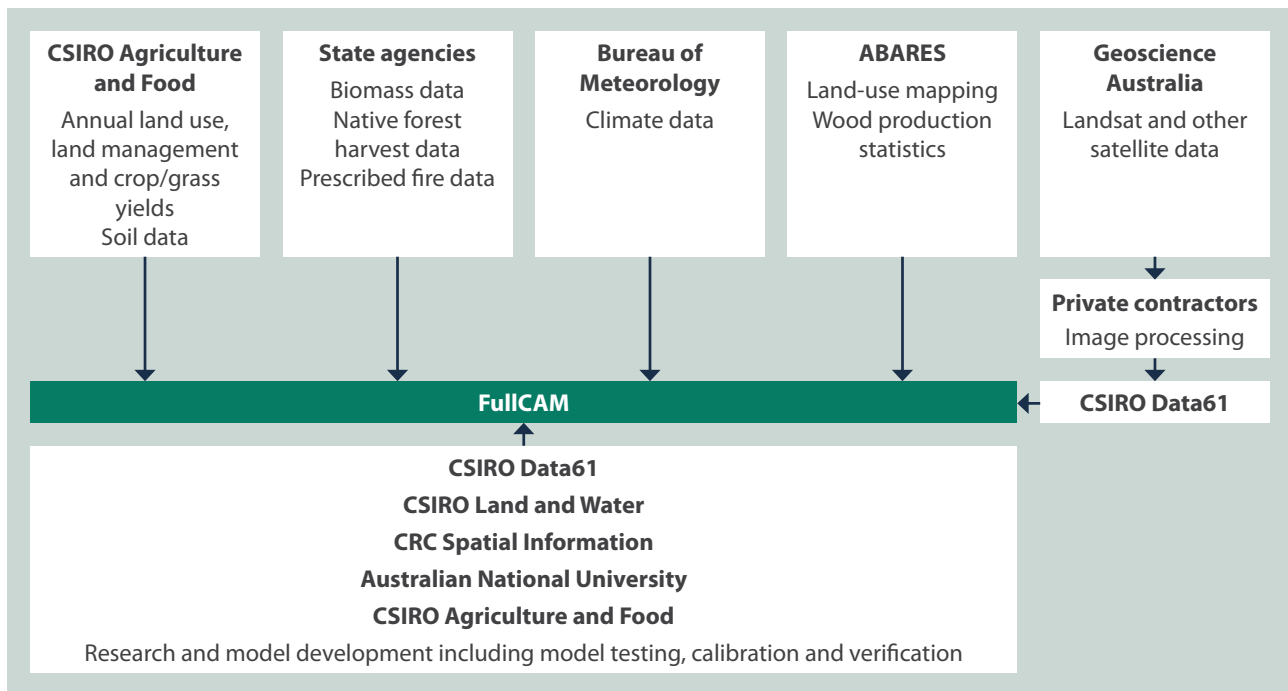 CSIRO Agriculture
and Food
Annual land use,
land management
and crop/grass
yields
Soil data
State agencies
Biomass data
Native forest
harvest data
Prescribed fire data
Bureau of
Meteorology
Climate data
ABARES
Land-use mapping
Wood production
statistics
Geoscience
Australia
Landsat and other
satellite data
Private contractors
Image processing
FullCAM
CSIRO Data61
CSIRO Data61
CSIRO Land and Water
CRC Spatial Information
Australian National University
CSIRO Agriculture and Food
Research and model development including model testing, calibration and verification